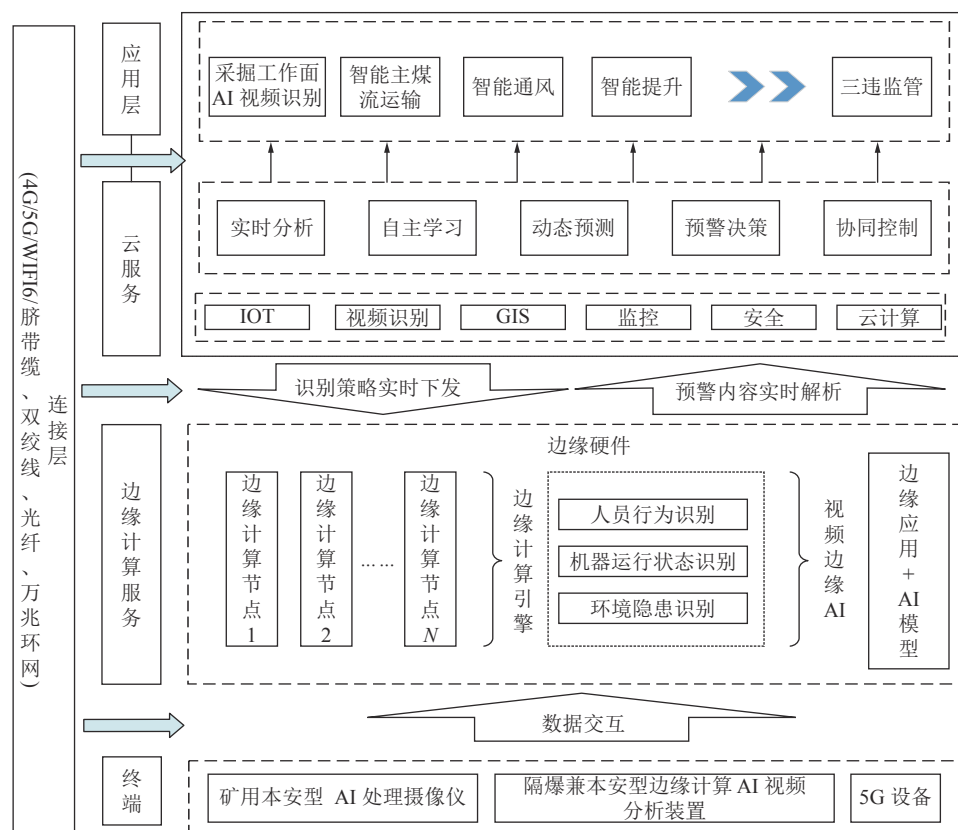 连接层
(4G/5G/WIFI6/脐带缆、双绞线、光纤、万兆环网)
应用层
采掘工作面
AI 视频识别
智能主煤
流运输
智能通风
智能提升
三违监管
云服务
实时分析
自主学习
动态预测
预警决策
协同控制
IOT
视频识别
GIS
监控
安全
云计算
识别策略实时下发
预警内容实时解析
边缘计算服务
边缘硬件
边缘计算节点1
边缘计算节点2
……
边缘计算节点N
边缘计算引擎
人员行为识别
机器运行状态识别
环境隐患识别
视频边缘AI
边缘应用+AI模型
数据交互
终端
矿用本安型 AI 处理摄像仪
隔爆兼本安型边缘计算 AI 视频
分析装置
5G 设备